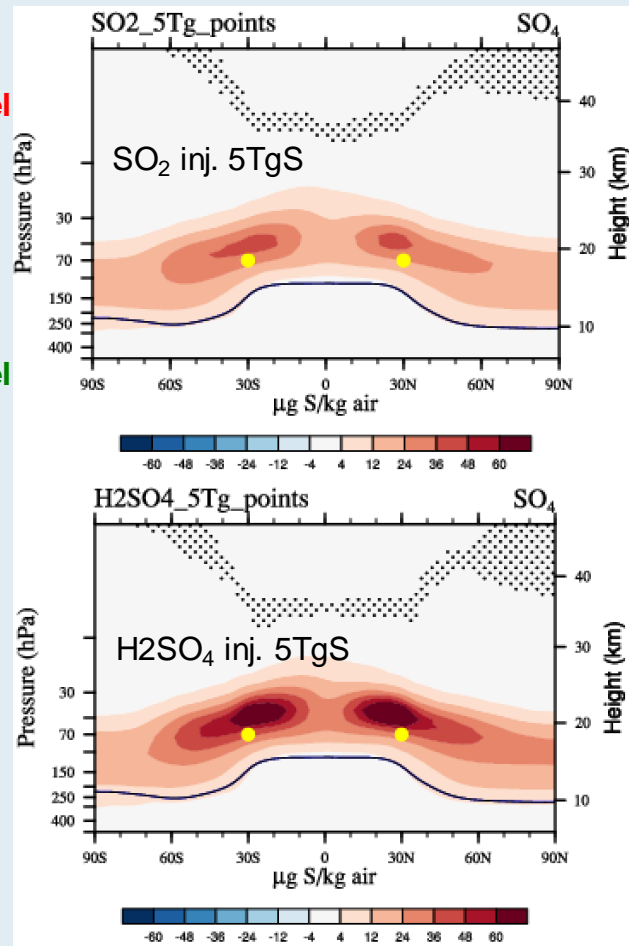 SO2_5Tg_points SO₄
el
SO₂ inj. 5TgS
Pressure (hPa)
30
70
150
250
400
Height (km)
40
30
20
10
90S 60S 30S 0 30N 60N 90N
μg S/kg air
-60 -48 -36 -24 -12 -4 4 12 24 36 48 60
el
H2SO4_5Tg_points SO₄
H2SO₄ inj. 5TgS
Pressure (hPa)
30
70
150
250
400
Height (km)
40
30
20
10
90S 60S 30S 0 30N 60N 90N
μg S/kg air
-60 -48 -36 -24 -12 -4 4 12 24 36 48 60